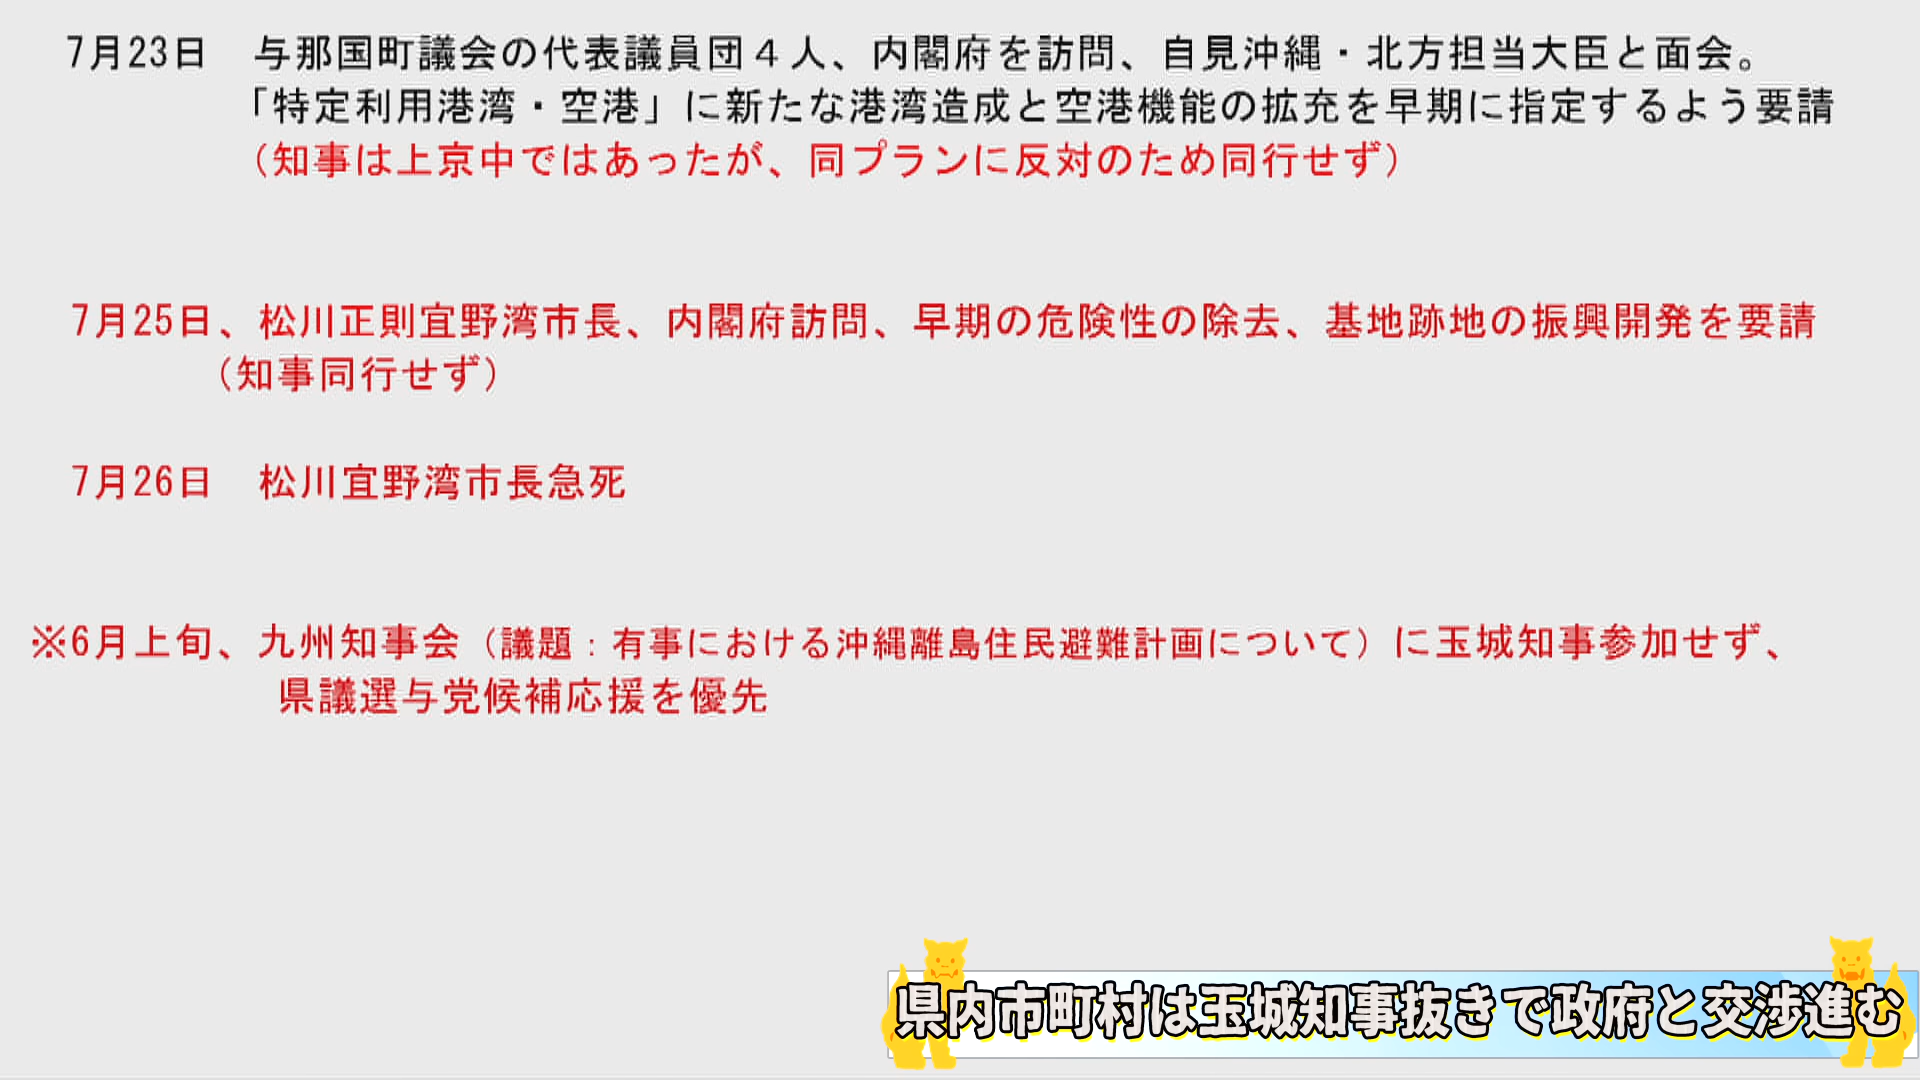 7月23日　与那国町議会の代表議員団４人、内閣府を訪問、自見沖縄・北方担当大臣と面会。
「特定利用港湾・空港」に新たな港湾造成と空港機能の拡充を早期に指定するよう要請
（知事は上京中ではあったが、同プランに反対のため同行せず）
7月25日、松川正則宜野湾市長、内閣府訪問、早期の危険性の除去、基地跡地の振興開発を要請
（知事同行せず）
7月26日　松川宜野湾市長急死
※6月上旬、九州知事会（議題：有事における沖縄離島住民避難計画について）に玉城知事参加せず、
県議選与党候補応援を優先
県内市町村は玉城知事抜きで政府と交渉進む